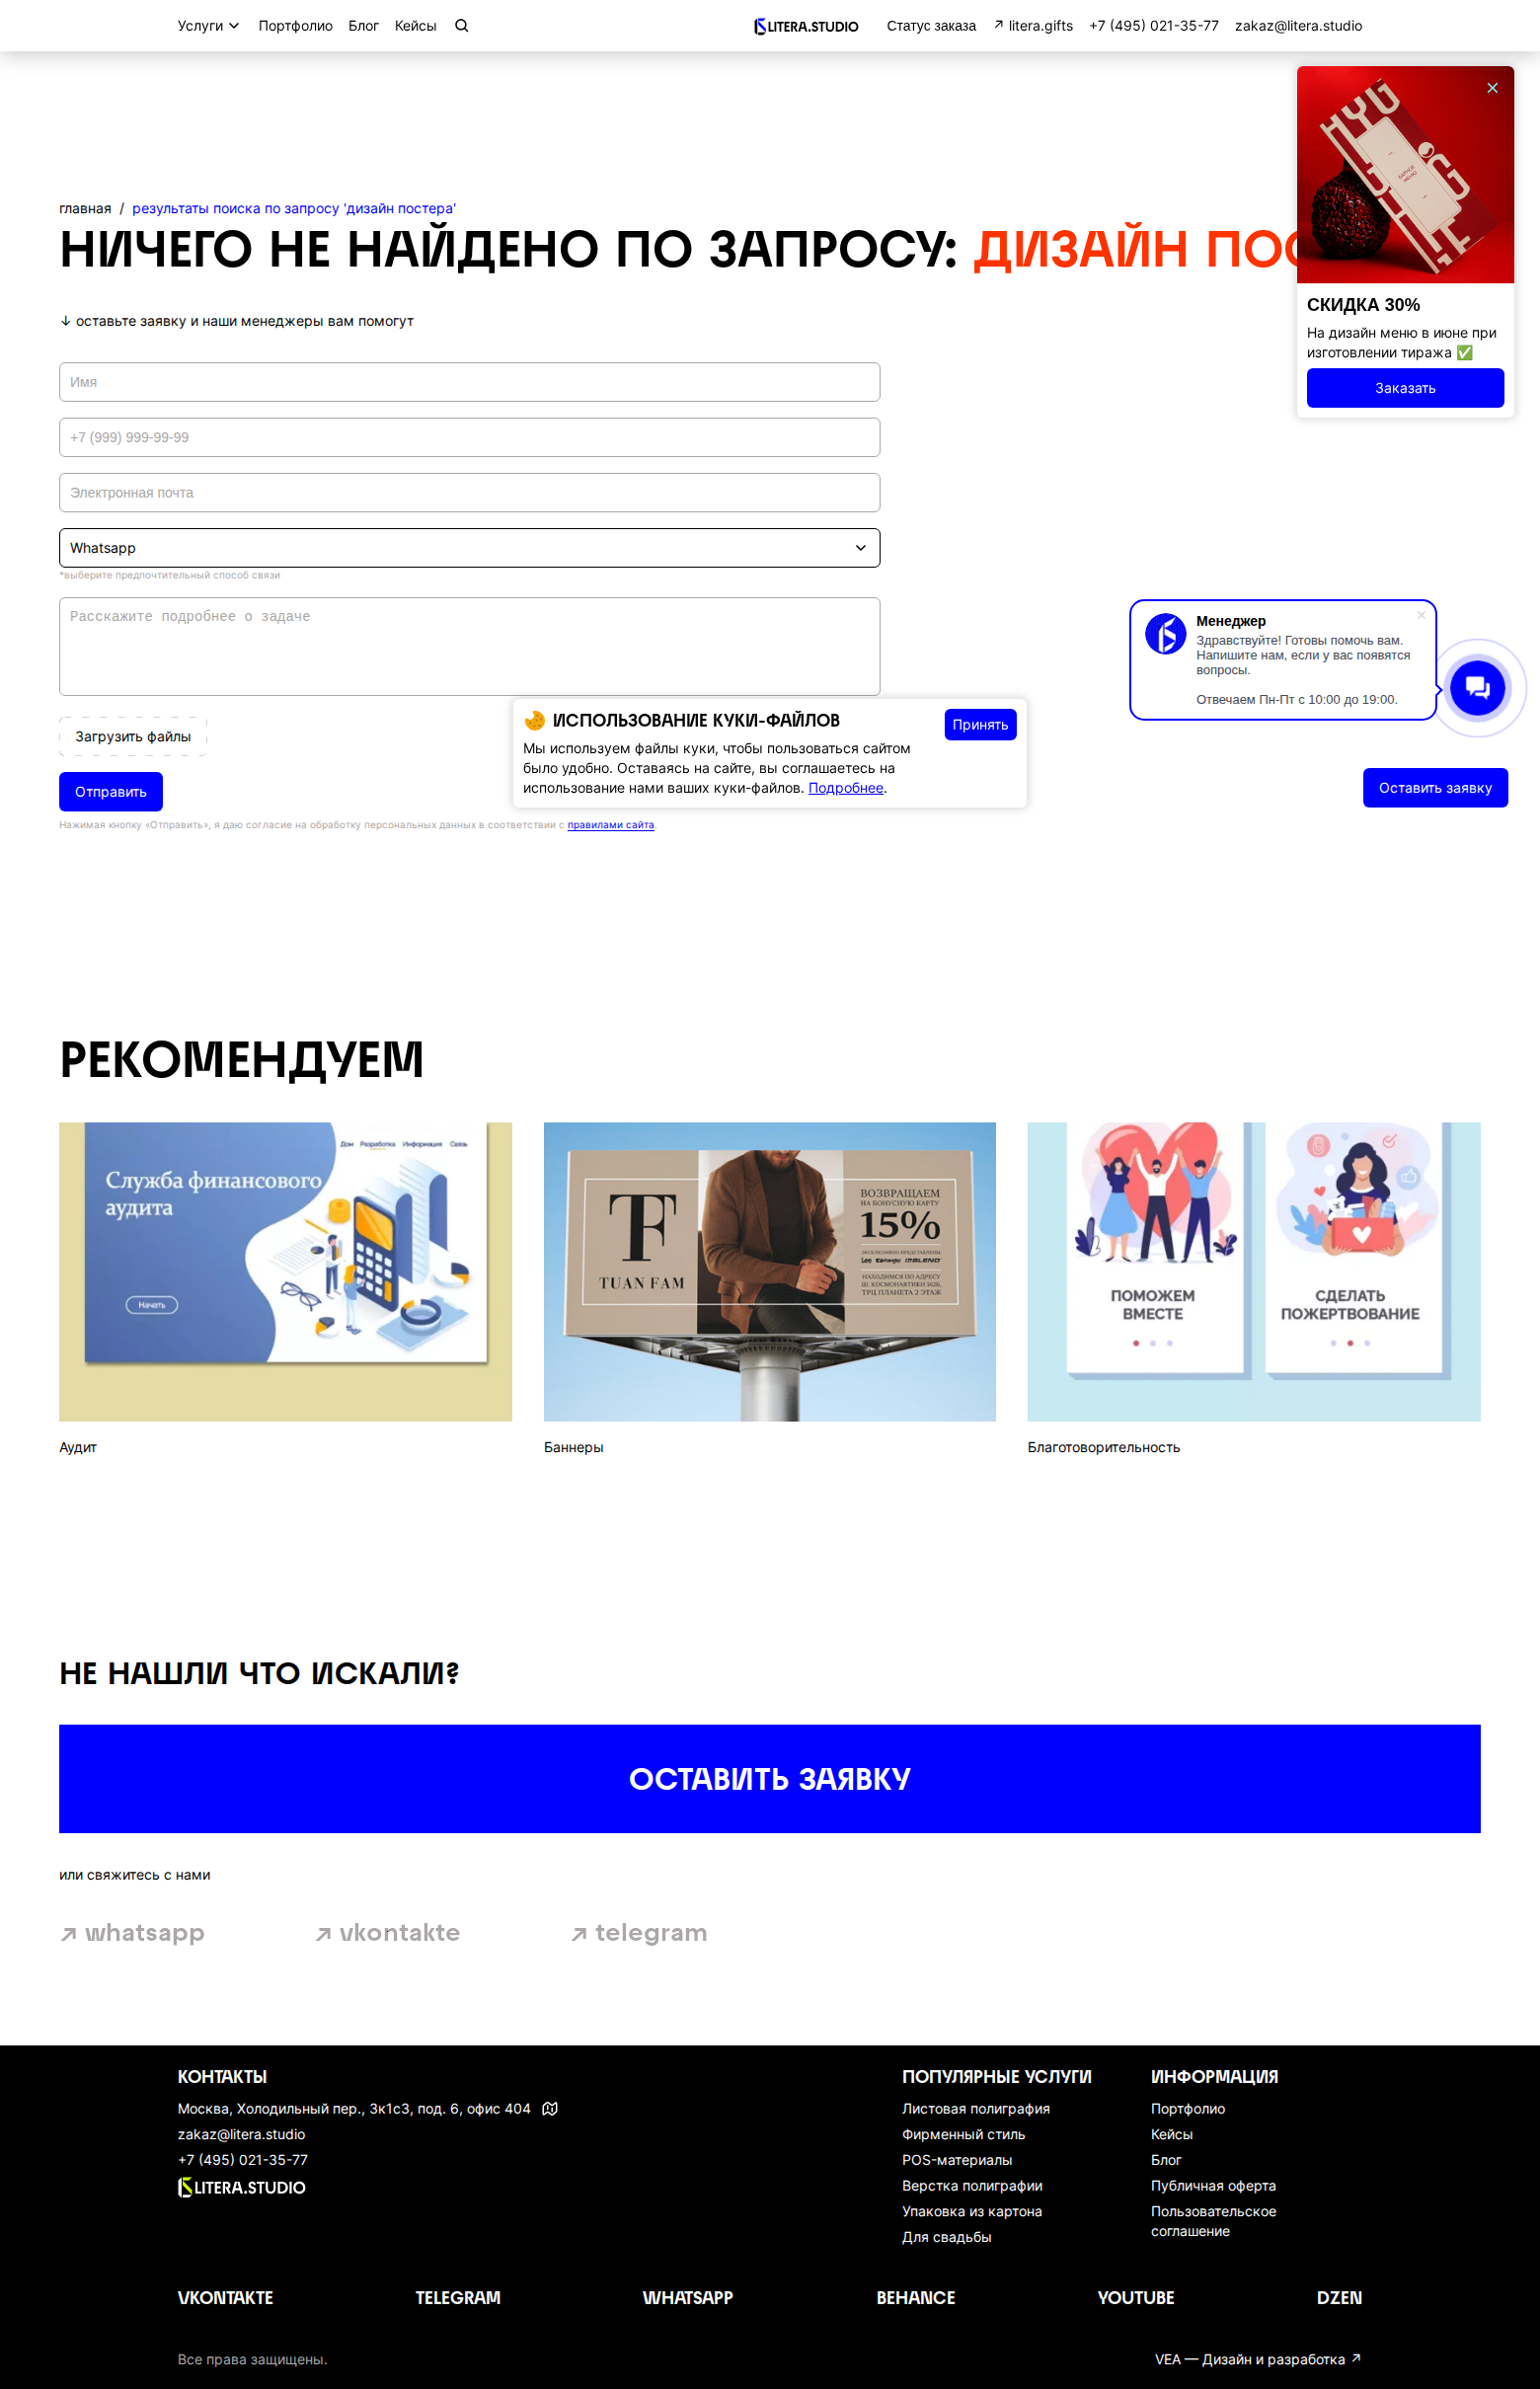 Услуги Портфолио Блог Кейсы LITERA.STUDIO Статус заказа ↗ litera.gifts +7 (495) 021-35-77 zakaz@litera.studio
главная / результаты поиска по запросу 'дизайн постера'
НИЧЕГО НЕ НАЙДЕНО ПО ЗАПРОСУ: ДИЗАЙН ПОС
↓ оставьте заявку и наши менеджеры вам помогут
Имя
+7 (999) 999-99-99
Электронная почта
Whatsapp
*выберите предпочтительный способ связи
Расскажите подробнее о задаче
Загрузить файлы
Отправить
Нажимая кнопку «Отправить», я даю согласие на обработку персональных данных в соответствии с правилами сайта
СКИДКА 30%
На дизайн меню в июне при
изготовлении тиража ✅
Заказать
Менеджер
Здравствуйте! Готовы помочь вам.
Напишите нам, если у вас появятся
вопросы.
Отвечаем Пн-Пт с 10:00 до 19:00.
ИСПОЛЬЗОВАНИЕ КУКИ-ФАЙЛОВ
Принять
Мы используем файлы куки, чтобы пользоваться сайтом
было удобно. Оставаясь на сайте, вы соглашаетесь на
использование нами ваших куки-файлов. Подробнее.
Оставить заявку
РЕКОМЕНДУЕМ
Дом Разработка Информация Связь
Служба финансового
аудита
Начать
TF
TUAN FAM
ВОЗВРАЩАЕМ
НА БОНУСНУЮ КАРТУ
15%
ЭКСКЛЮЗИВНО ПРЕДСТАВЛЕНЫ
НАХОДИМСЯ ПО АДРЕСУ
ТРЦ ПЛАНЕТА 2 ЭТАЖ
ПОМОЖЕМ
ВМЕСТЕ
СДЕЛАТЬ
ПОЖЕРТВОВАНИЕ
Аудит
Баннеры
Благотоворительность
НЕ НАШЛИ ЧТО ИСКАЛИ?
ОСТАВИТЬ ЗАЯВКУ
или свяжитесь с нами
↗ whatsapp ↗ vkontakte ↗ telegram
КОНТАКТЫ
Москва, Холодильный пер., 3к1с3, под. 6, офис 404
zakaz@litera.studio
+7 (495) 021-35-77
LITERA.STUDIO
ПОПУЛЯРНЫЕ УСЛУГИ
Листовая полиграфия
Фирменный стиль
POS-материалы
Верстка полиграфии
Упаковка из картона
Для свадьбы
ИНФОРМАЦИЯ
Портфолио
Кейсы
Блог
Публичная оферта
Пользовательское
соглашение
VKONTAKTE TELEGRAM WHATSAPP BEHANCE YOUTUBE DZEN
Все права защищены.
VEA — Дизайн и разработка ↗